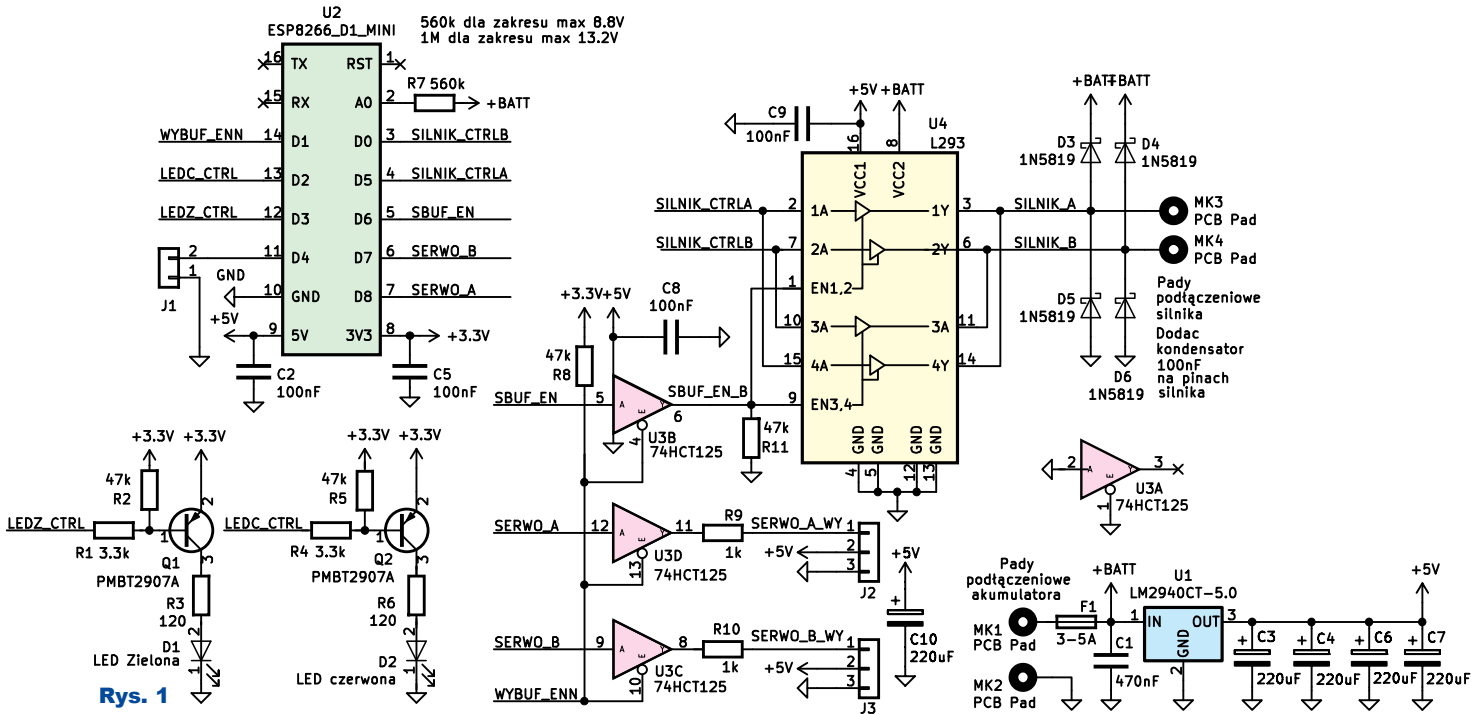 U2
ESP8266_D1_MINI
560k dla zakresu max 8.8V
1M dla zakresu max 13.2V
16 TX RST 1
15 RX A0 2
R7 560k
+BATT
WYBUF_ENN 14 D1 D0 3 SILNIK_CTRLB
LEDC_CTRL 13 D2 D5 4 SILNIK_CTRLA
LEDZ_CTRL 12 D3 D6 5 SBUF_EN
2 11 D4 D7 6 SERWO_B
1
J1
GND 10 GND D8 7 SERWO_A
+5V 9 5V 3V3 8 +3.3V
C2
100nF
C5
100nF
+3.3V +3.3V
47k
R2
LEDZ_CTRL
R1 3.3k
1
2
3
Q1
PMBT2907A
R3
120
2
D1
LED Zielona
1
+3.3V +3.3V
47k
R5
LEDC_CTRL
R4 3.3k
1
2
3
Q2
PMBT2907A
R6
120
2
D2
LED czerwona
1
Rys. 1
+3.3V +5V
C8
100nF
47k
R8
SBUF_EN 5 A E Y 6 SBUF_EN_B
4
U3B
74HCT125
47k
R11
SERWO_A 12 A E Y 11 R9 SERWO_A_WY 1
1k
+5V 2
3
J2
13
U3D
74HCT125
SERWO_B 9 A E Y 8 R10 SERWO_B_WY 1
1k
+5V 2
3
J3
10
U3C
74HCT125
WYBUF_ENN
+5V
+
C10
220uF
C9
100nF
+5V +BATT
U4
L293
16 8
VCC1 VCC2
SILNIK_CTRLA 2 1A 1Y 3 SILNIK_A
SILNIK_CTRLB 7 2A 2Y 6 SILNIK_B
1 EN1,2
10 3A 3A 11
15 4A 4Y 14
9 EN3,4
GND GND GND GND
4 5 12 13
+BATT +BATT
D3
1N5819
D4
1N5819
MK3
PCB Pad
MK4
PCB Pad
D5
1N5819
D6
1N5819
Pady
podłączeniowe
silnika
Dodac
kondensator
100nF
na pinach
silnika
2 A E Y 3
1
U3A
74HCT125
Pady
podłączeniowe
akumulatora
MK1
PCB Pad
MK2
PCB Pad
F1
3-5A
+BATT
C1
470nF
U1
LM2940CT-5.0
1 IN OUT 3
GND
2
+5V
+ C3
220uF
+ C4
220uF
+ C6
220uF
+ C7
220uF